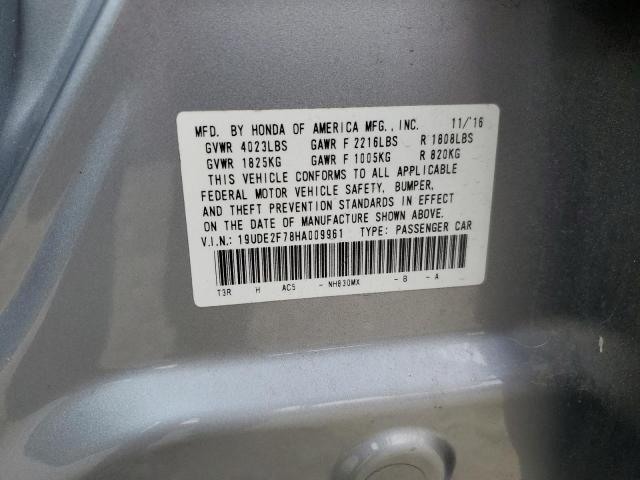 MFD. BY HONDA OF AMERICA MFG., INC. 11/'16
GVWR 4023LBS GAWR F 2216LBS R 1808LBS
GVWR 1825KG GAWR F 1005KG R 820KG
THIS VEHICLE CONFORMS TO ALL APPLICABLE
FEDERAL MOTOR VEHICLE SAFETY, BUMPER,
AND THEFT PREVENTION STANDARDS IN EFFECT
ON THE DATE OF MANUFACTURE SHOWN ABOVE.
V.I.N.: 19UDE2F78HA009961 TYPE: PASSENGER CAR
T3R H AC5 - NH830MX - B - A